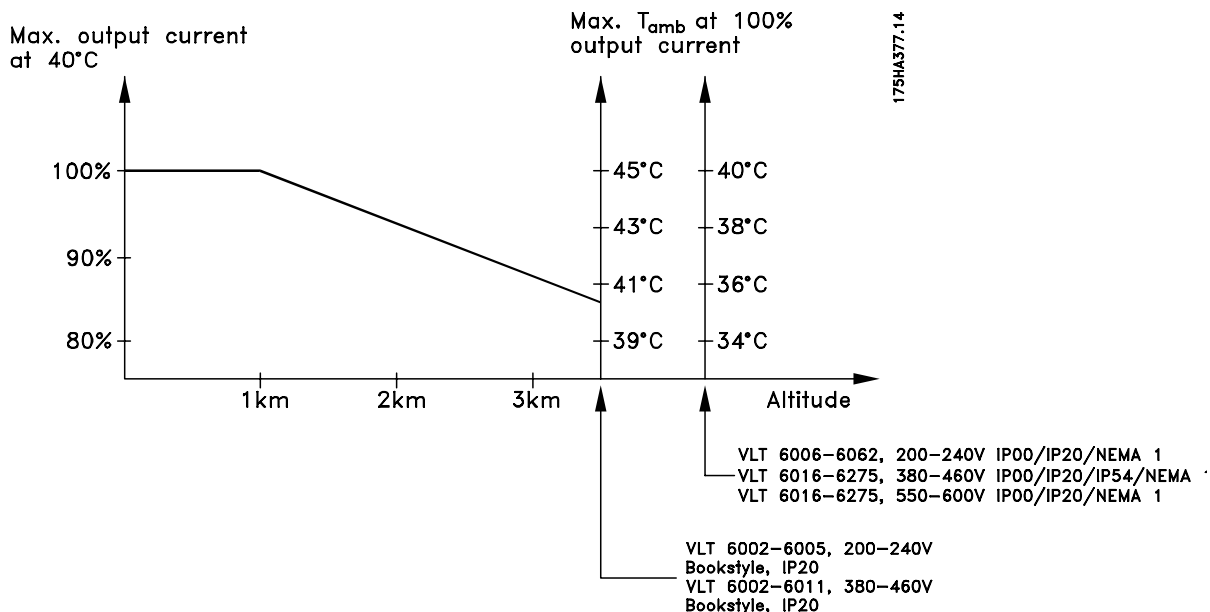 Max. output current
at 40°C
Max. Tamb at 100%
output current
175HA377.14
100%
90%
80%
45°C
43°C
41°C
39°C
40°C
38°C
36°C
34°C
1km
2km
3km
Altitude
VLT 6006-6062, 200-240V IP00/IP20/NEMA 1
VLT 6016-6275, 380-460V IP00/IP20/IP54/NEMA 1
VLT 6016-6275, 550-600V IP00/IP20/NEMA 1
VLT 6002-6005, 200-240V
Bookstyle, IP20
VLT 6002-6011, 380-460V
Bookstyle, IP20